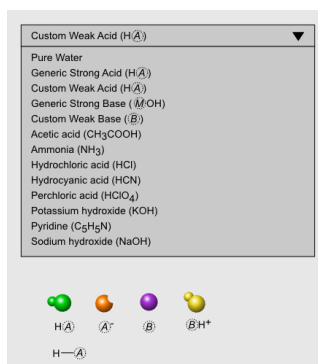 Custom Weak Acid (HA)
Pure Water
Generic Strong Acid (HA)
Custom Weak Acid (HA)
Generic Strong Base (MOH)
Custom Weak Base (B)
Acetic acid (CH3COOH)
Ammonia (NH3)
Hydrochloric acid (HCl)
Hydrocyanic acid (HCN)
Perchloric acid (HClO4)
Potassium hydroxide (KOH)
Pyridine (C5H5N)
Sodium hydroxide (NaOH)
HA A⁻ B BH⁺
H—A